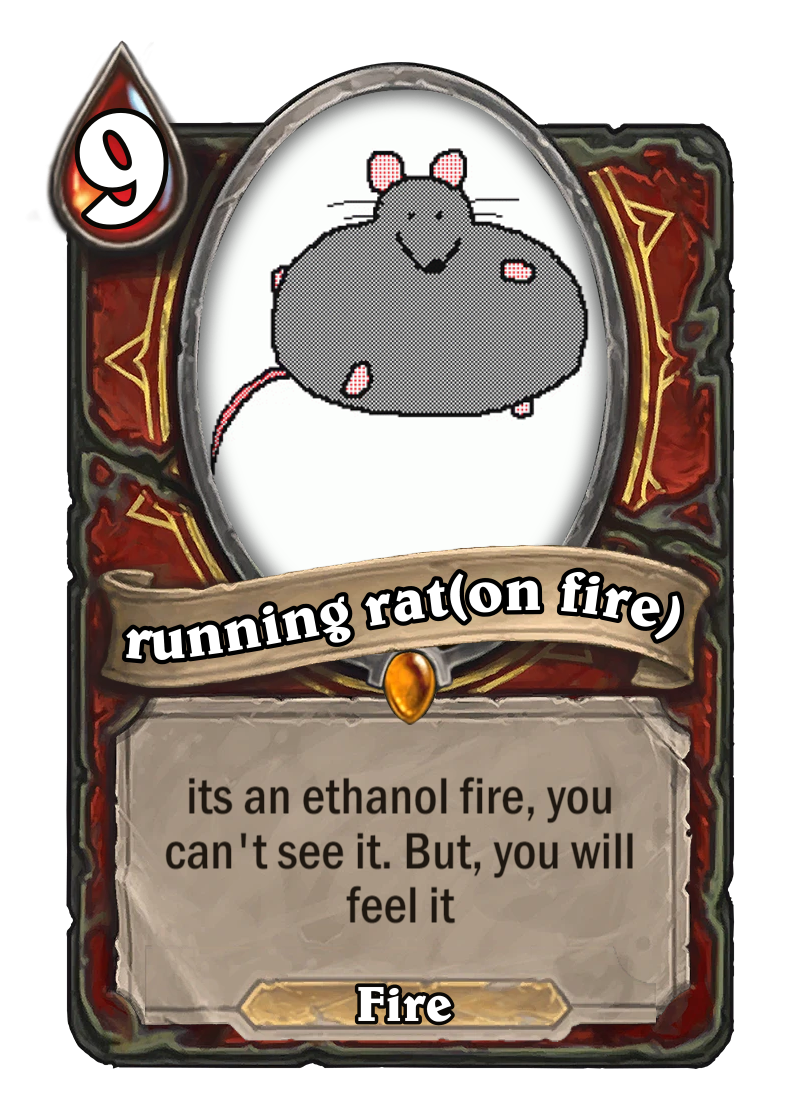 9
running rat(on fire)
its an ethanol fire, you
can't see it. But, you will
feel it
Fire